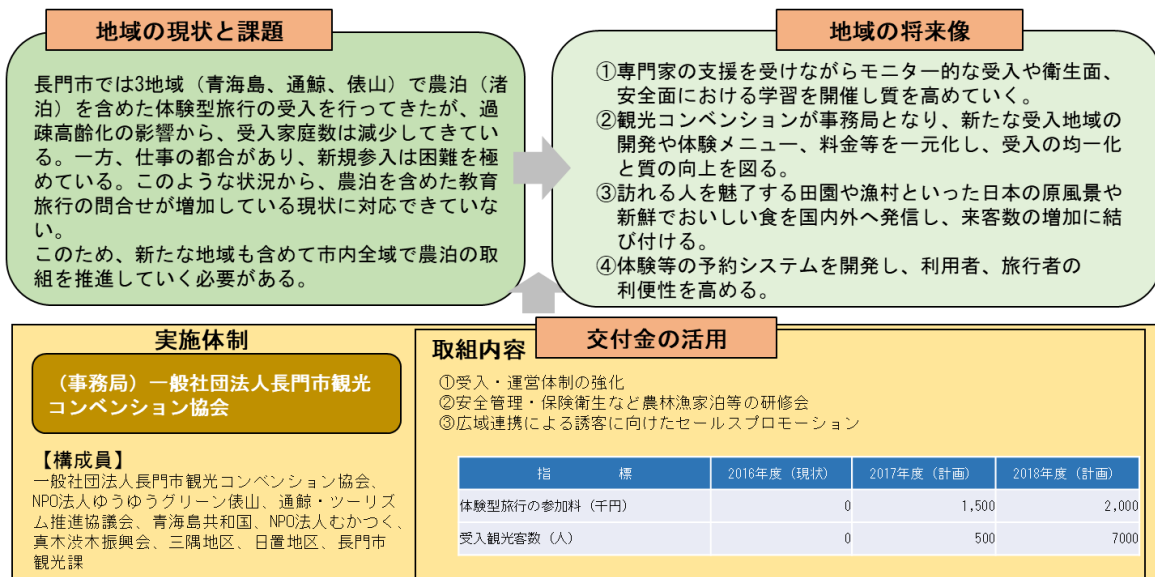 地域の現状と課題
長門市では3地域（青海島、通鯨、俵山）で農泊（渚
泊）を含めた体験型旅行の受入を行ってきたが、過
疎高齢化の影響から、受入家庭数は減少してきてい
る。一方、仕事の都合があり、新規参入は困難を極
めている。このような状況から、農泊を含めた教育
旅行の問合せが増加している現状に対応できていな
い。
このため、新たな地域も含めて市内全域で農泊の取
組を推進していく必要がある。
地域の将来像
①専門家の支援を受けながらモニター的な受入や衛生面、
安全面における学習を開催し質を高めていく。
②観光コンベンションが事務局となり、新たな受入地域の
開発や体験メニュー、料金等を一元化し、受入の均一化
と質の向上を図る。
③訪れる人を魅了する田園や漁村といった日本の原風景や
新鮮でおいしい食を国内外へ発信し、来客数の増加に結
び付ける。
④体験等の予約システムを開発し、利用者、旅行者の
利便性を高める。
交付金の活用
実施体制
（事務局）一般社団法人長門市観光
コンベンション協会
【構成員】
一般社団法人長門市観光コンベンション協会、
NPO法人ゆうゆうグリーン俵山、通鯨・ツーリズ
ム推進協議会、青海島共和国、NPO法人むかつく、
真木渋木振興会、三隅地区、日置地区、長門市
観光課
取組内容
①受入・運営体制の強化
②安全管理・保険衛生など農林漁家泊等の研修会
③広域連携による誘客に向けたセールスプロモーション
指 標 2016年度（現状） 2017年度（計画） 2018年度（計画）
体験型旅行の参加料（千円） 0 1,500 2,000
受入観光客数（人） 0 500 7000